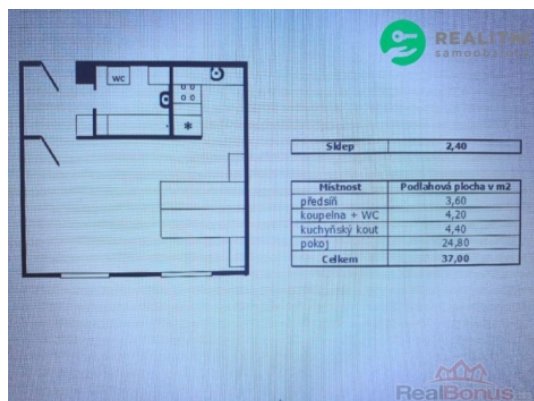 REALITNÍ
samoobsluha
WC
*
Sklep 2,40
Místnost Podlahová plocha v m2
předsíň 3,60
koupelna + WC 4,20
kuchyňský kout 4,40
pokoj 24,80
Celkem 37,00
RealBonus